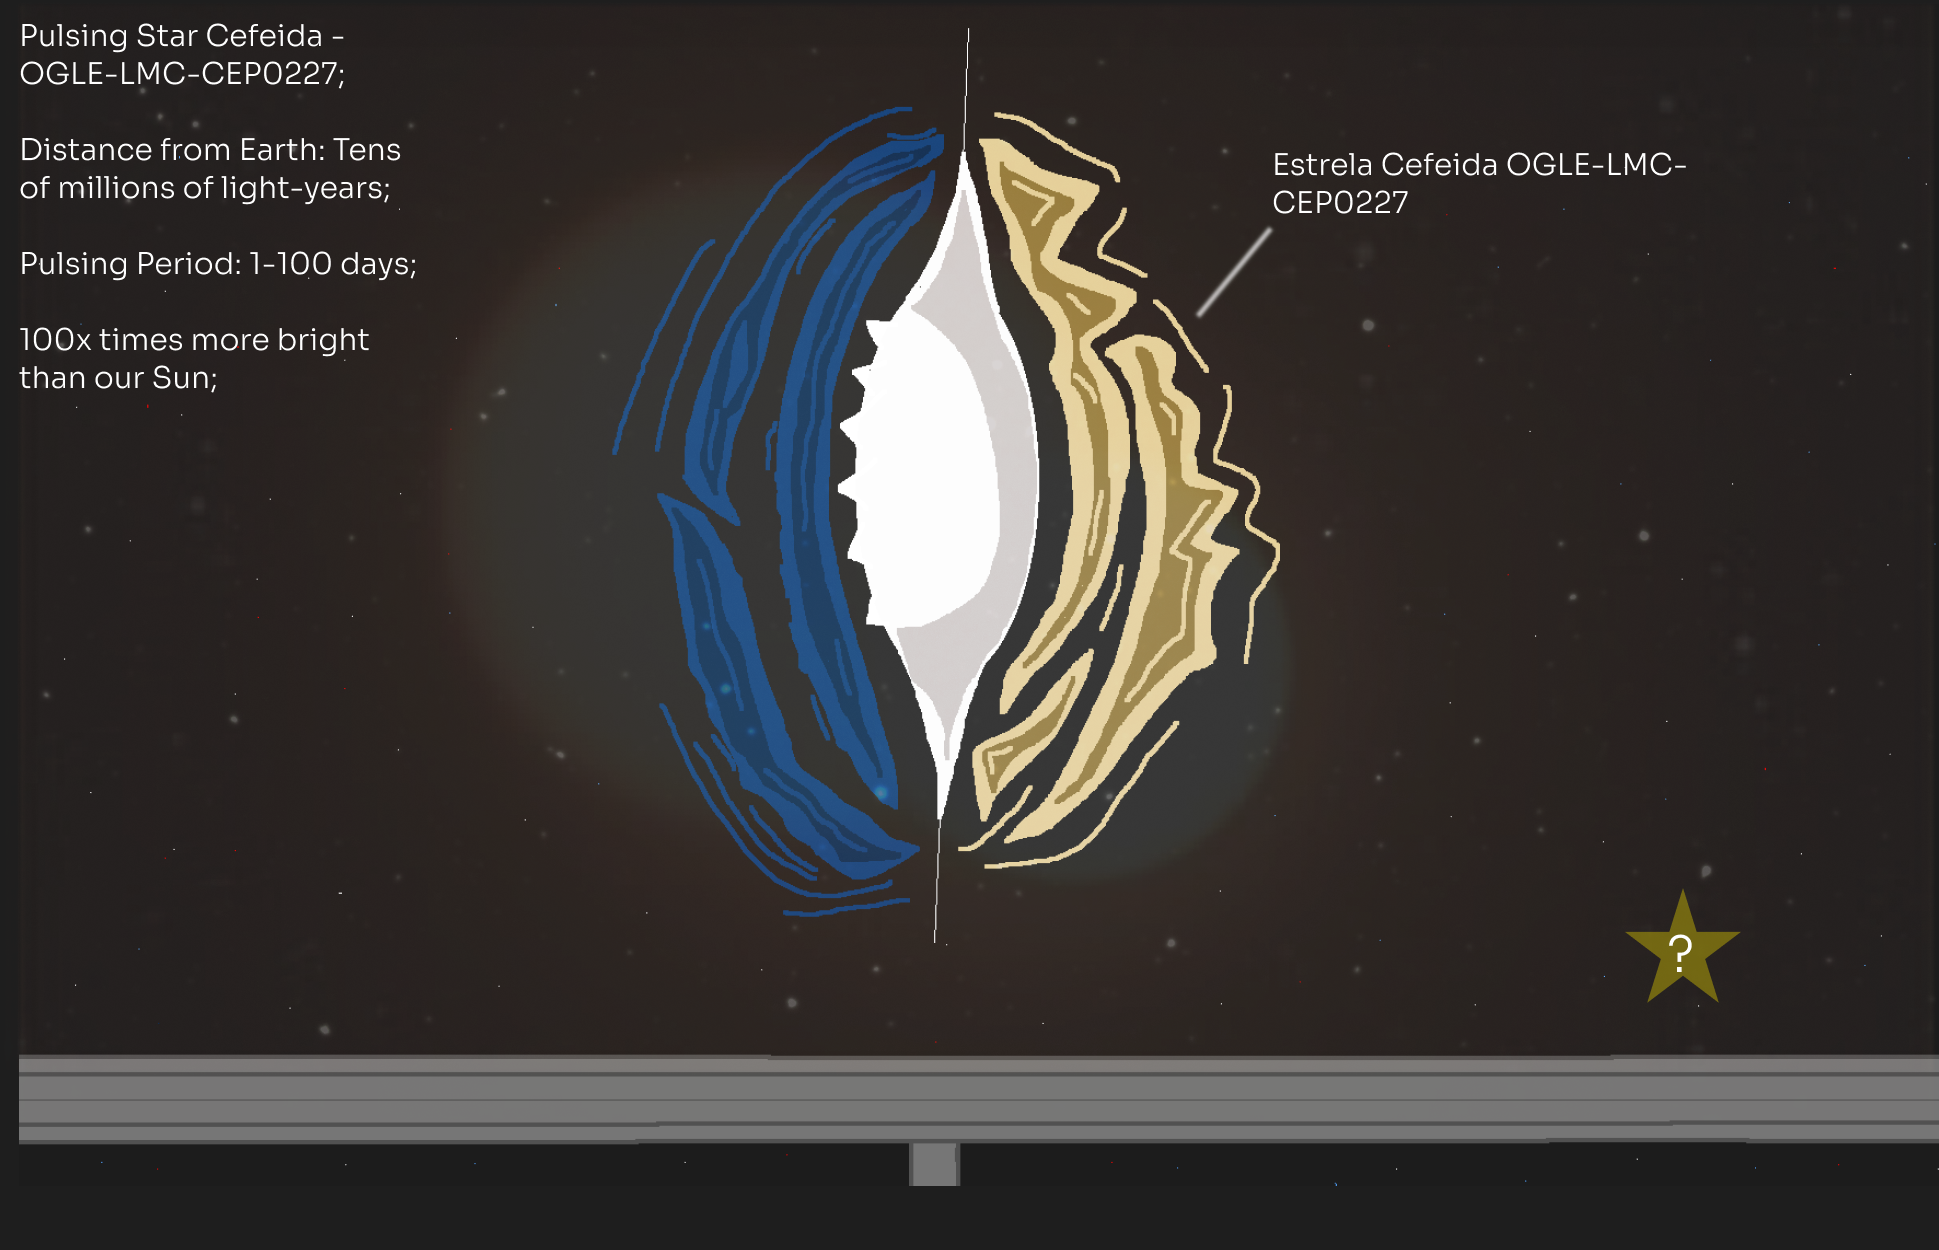 Pulsing Star Cefeida -
OGLE-LMC-CEP0227;
Distance from Earth: Tens
of millions of light-years;
Pulsing Period: 1-100 days;
100x times more bright
than our Sun;
Estrela Cefeida OGLE-LMC-
CEP0227
?